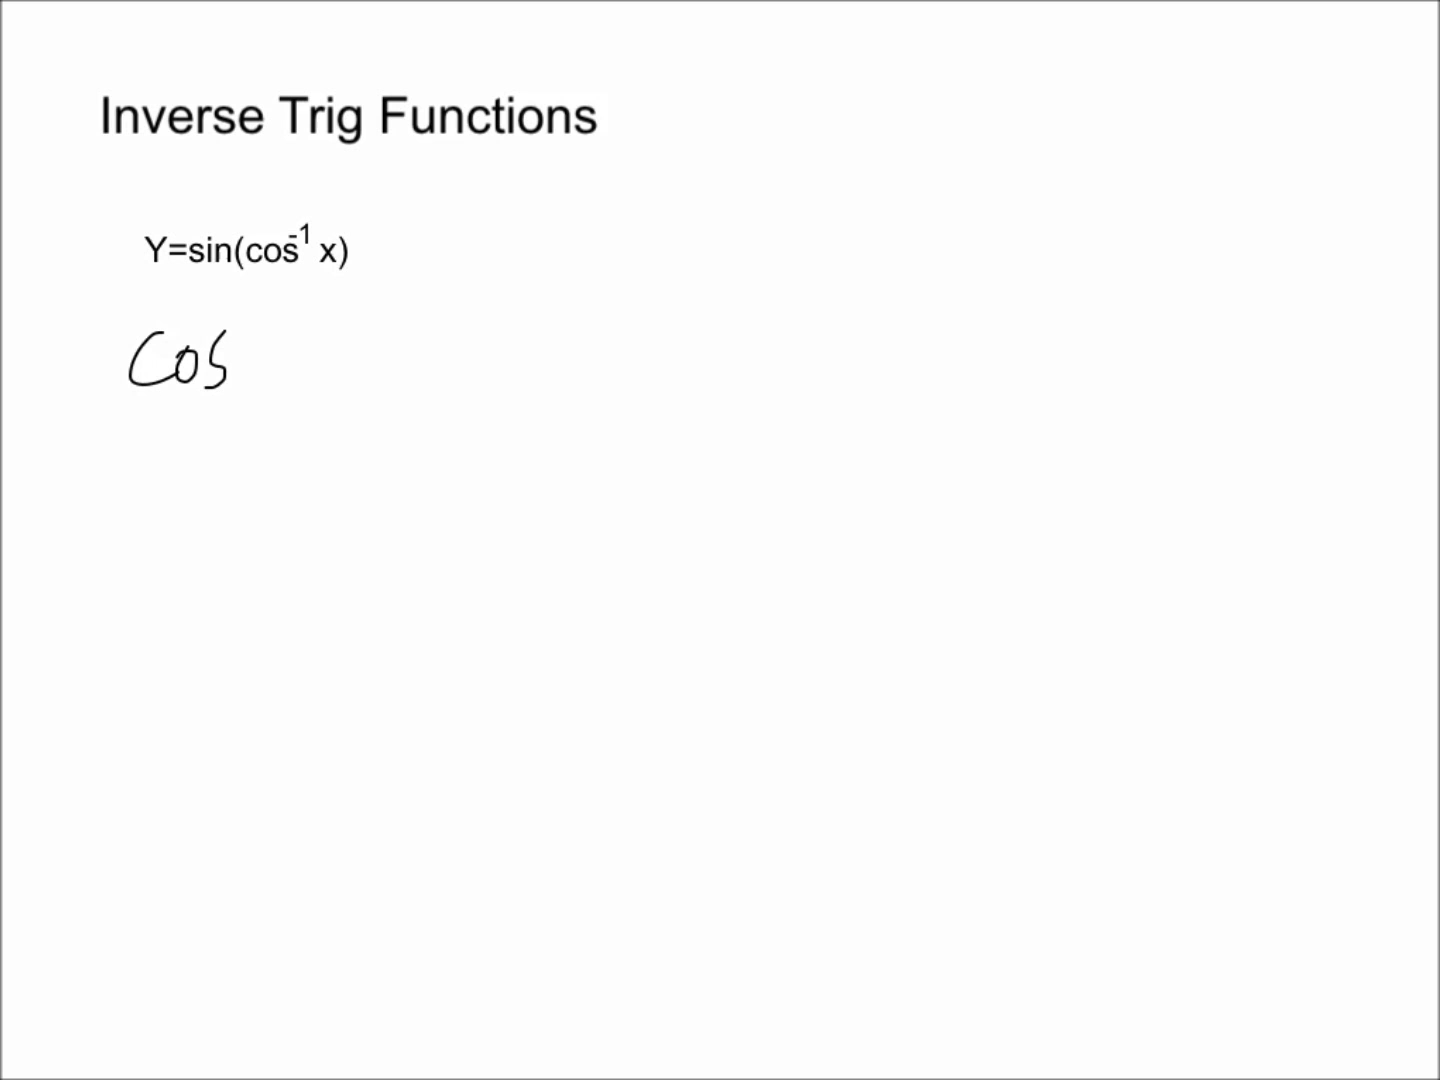 Inverse Trig Functions
Y=sin(cos⁻¹ x)
Cos